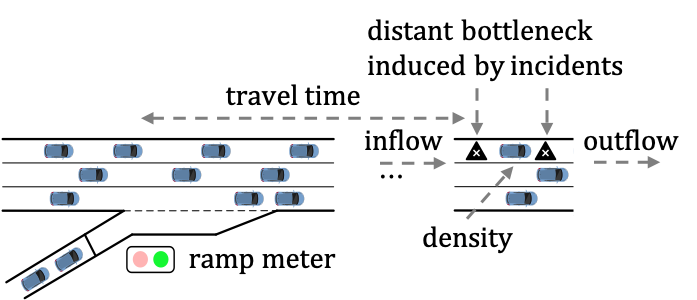 distant bottleneck
induced by incidents
travel time
inflow
...
outflow
density
ramp meter